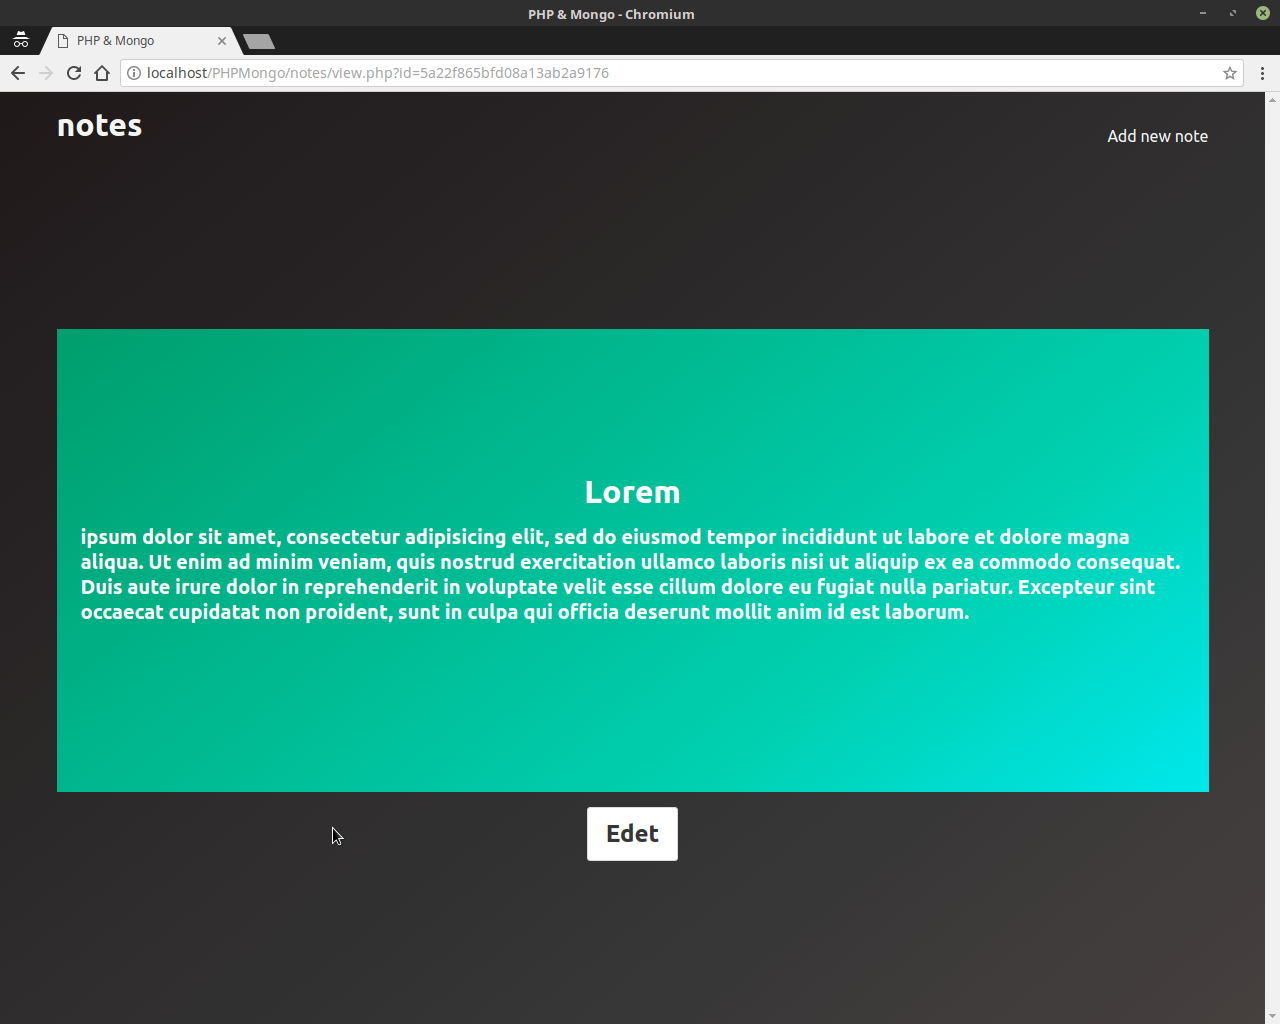 PHP & Mongo - Chromium
PHP & Mongo
localhost/PHPMongo/notes/view.php?id=5a22f865bfd08a13ab2a9176
notes
Add new note
Lorem
ipsum dolor sit amet, consectetur adipisicing elit, sed do eiusmod tempor incididunt ut labore et dolore magna
aliqua. Ut enim ad minim veniam, quis nostrud exercitation ullamco laboris nisi ut aliquip ex ea commodo consequat.
Duis aute irure dolor in reprehenderit in voluptate velit esse cillum dolore eu fugiat nulla pariatur. Excepteur sint
occaecat cupidatat non proident, sunt in culpa qui officia deserunt mollit anim id est laborum.
Edet